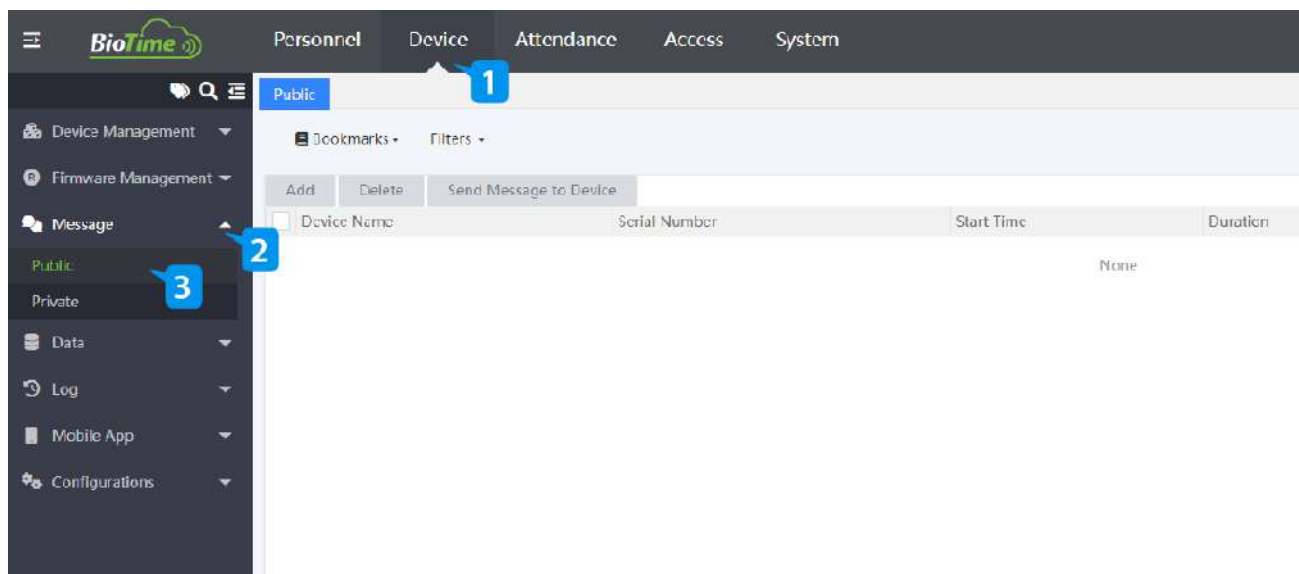 BioTime
Personnel Device Attendance Access System
1
Public
Device Management
Bookmarks Filters
Firmware Management
Add Delete Send Message to Device
Message
Device Name Serial Number Start Time Duration
2
Public
None
3
Private
Data
Log
Mobile App
Configurations